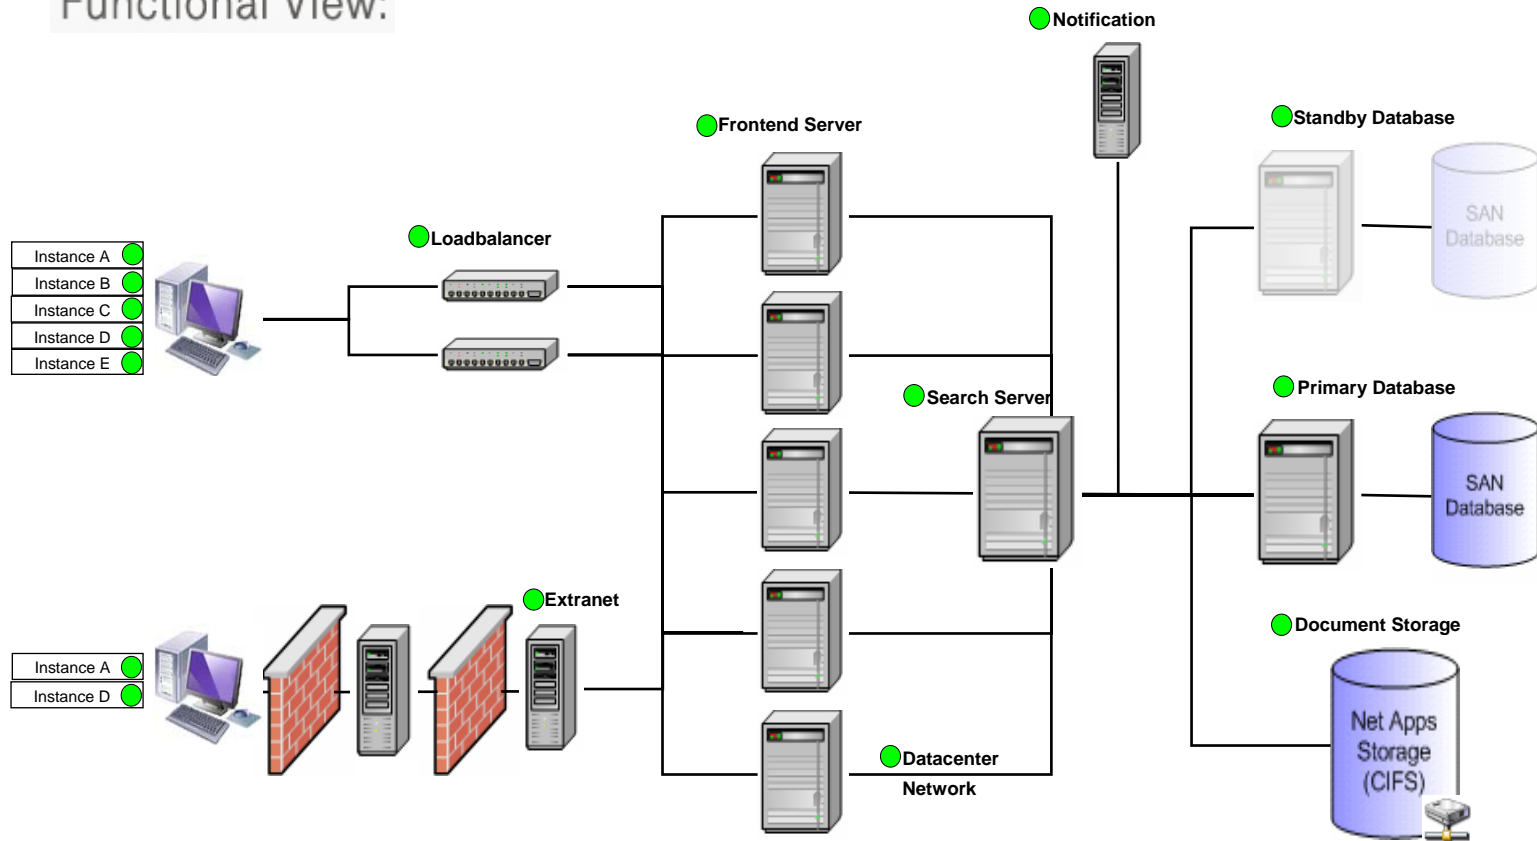 Functional View:
Notification
Frontend Server
Standby Database
SAN
Database
Loadbalancer
Instance A
Instance B
Instance C
Instance D
Instance E
Search Server
Primary Database
SAN
Database
Extranet
Document Storage
Instance A
Instance D
Net Apps
Storage
(CIFS)
Datacenter
Network